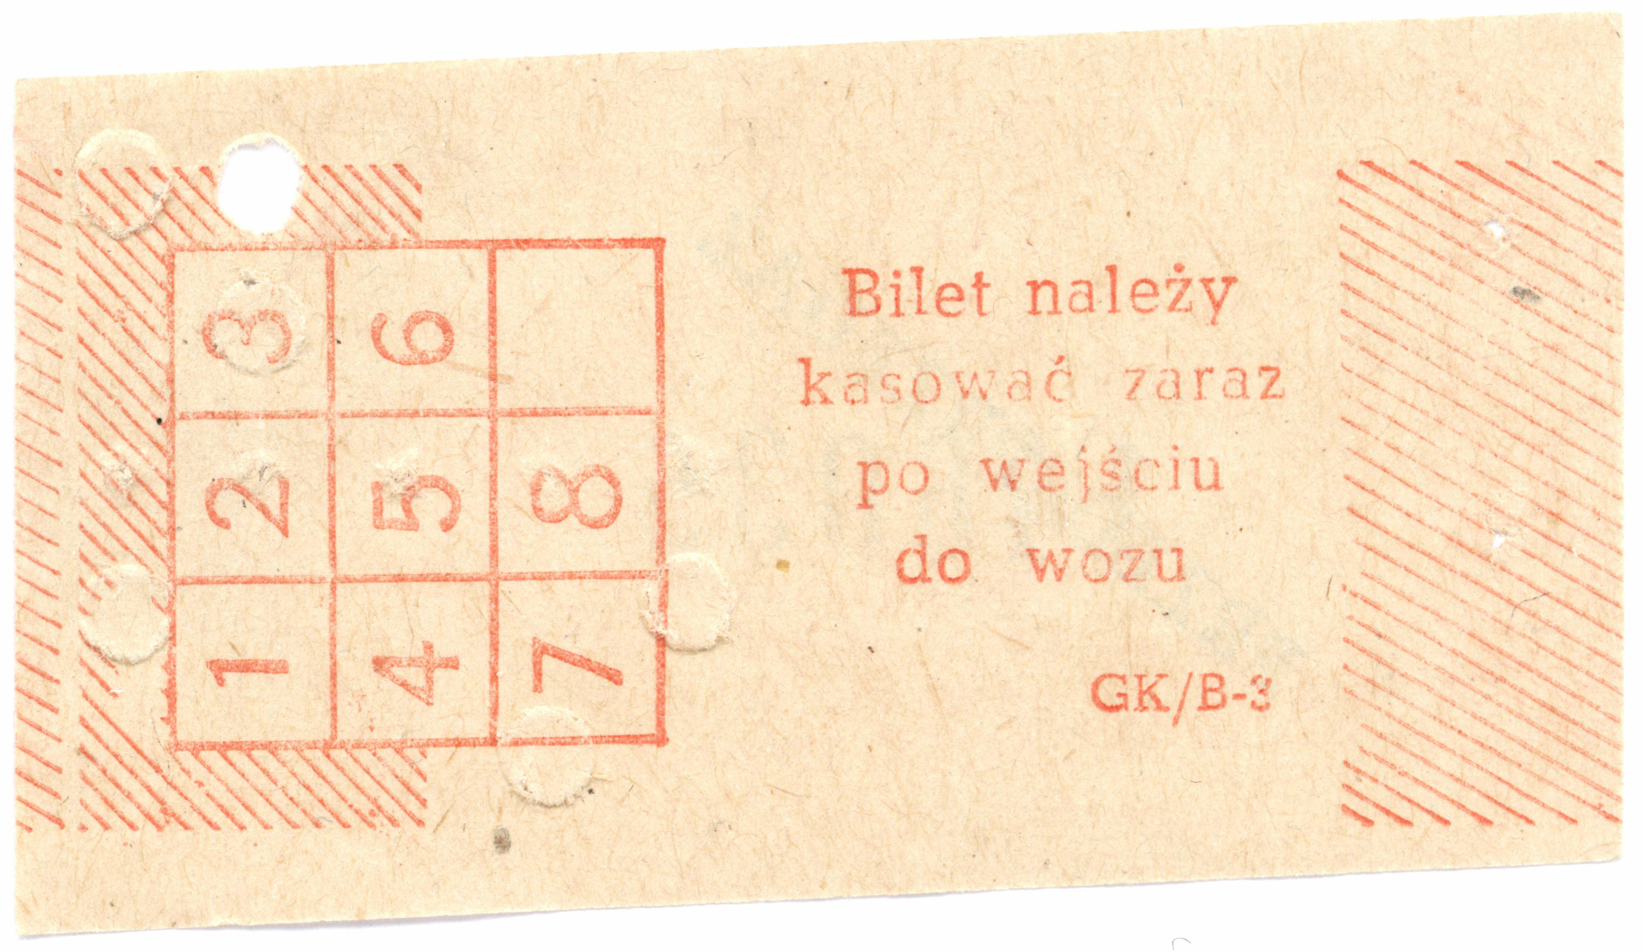 3 6
2 5 8
1 4 7
Bilet należy
kasować zaraz
po wejściu
do wozu
GK/B-3